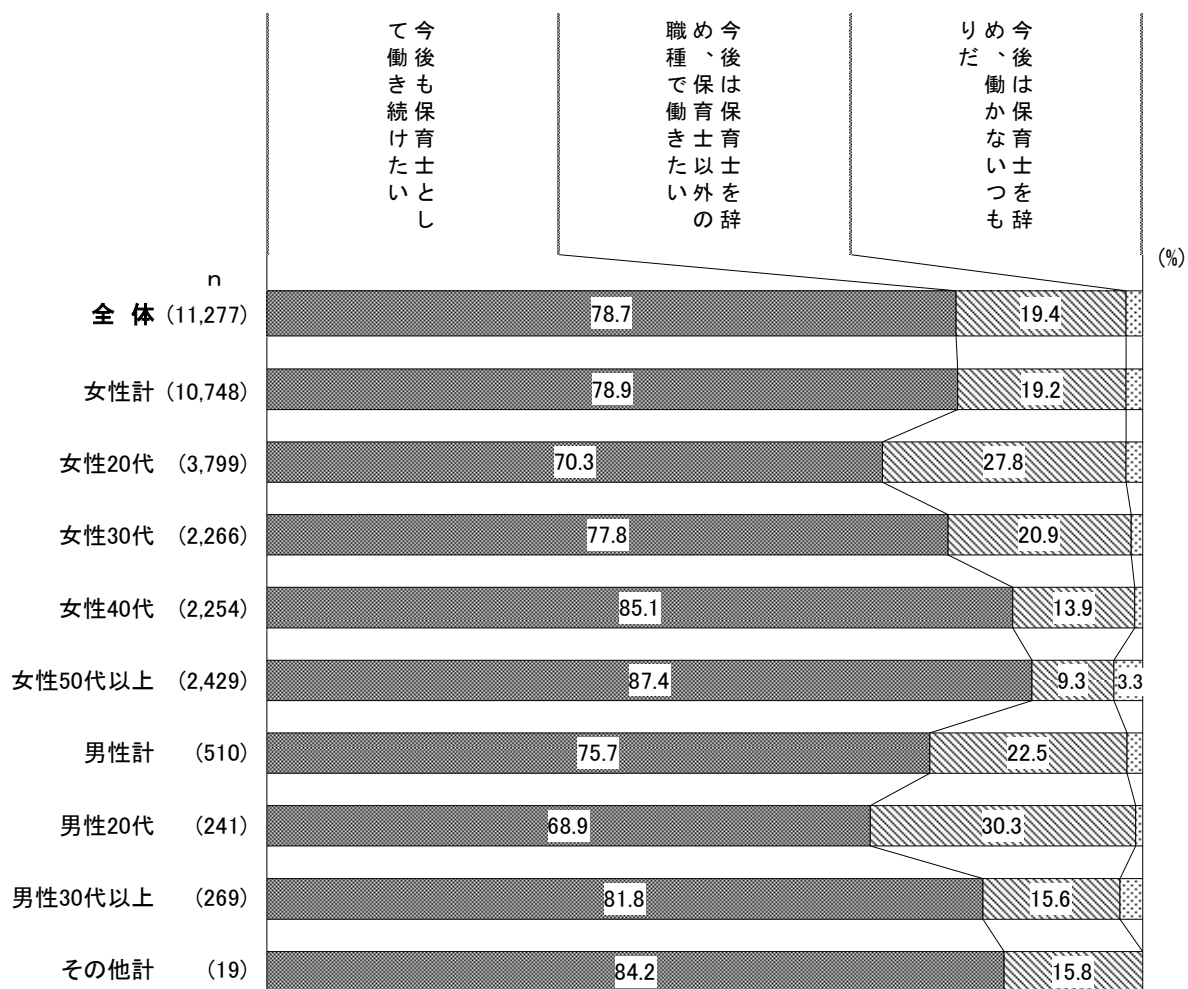 今後も保育士とし
て働き続けたい
今後は保育士を辞
め、保育士以外の
職種で働きたい
今後は保育士を辞
め、働かないつも
りだ
(%)
n
全 体 (11,277) 78.7 19.4
女性計 (10,748) 78.9 19.2
女性20代 (3,799) 70.3 27.8
女性30代 (2,266) 77.8 20.9
女性40代 (2,254) 85.1 13.9
女性50代以上 (2,429) 87.4 9.3 3.3
男性計 (510) 75.7 22.5
男性20代 (241) 68.9 30.3
男性30代以上 (269) 81.8 15.6
その他計 (19) 84.2 15.8